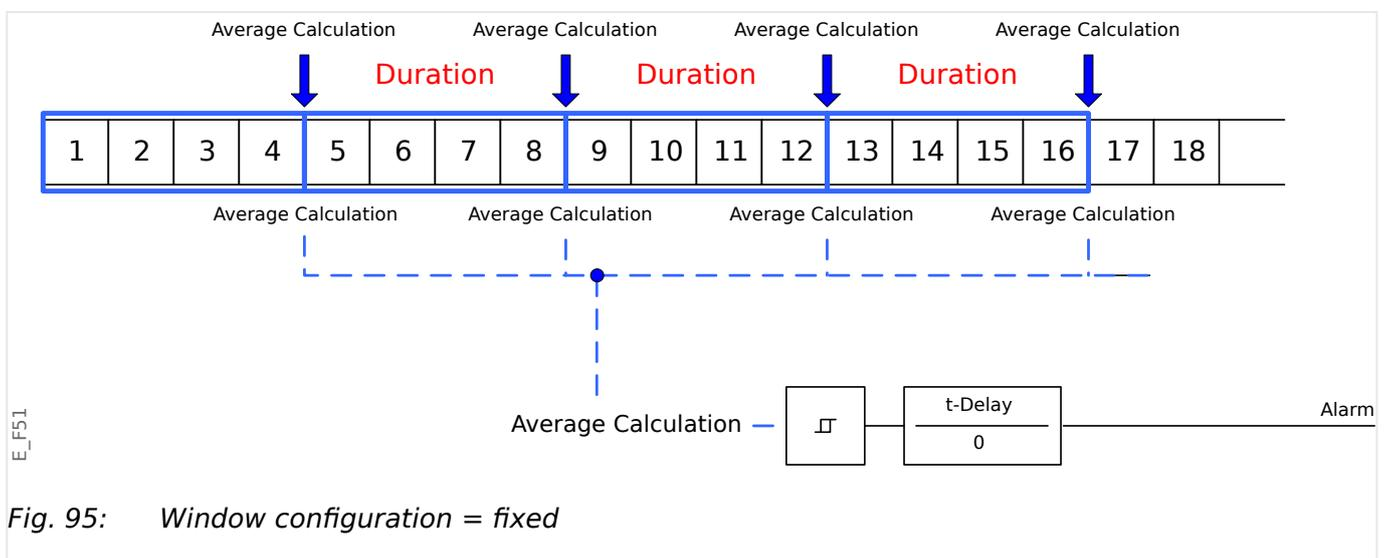 Average Calculation Average Calculation Average Calculation Average Calculation
Duration Duration Duration
1 2 3 4 5 6 7 8 9 10 11 12 13 14 15 16 17 18
Average Calculation Average Calculation Average Calculation Average Calculation
t-Delay
Alarm
Average Calculation
0
E_F51
Fig. 95: Window configuration = fixed